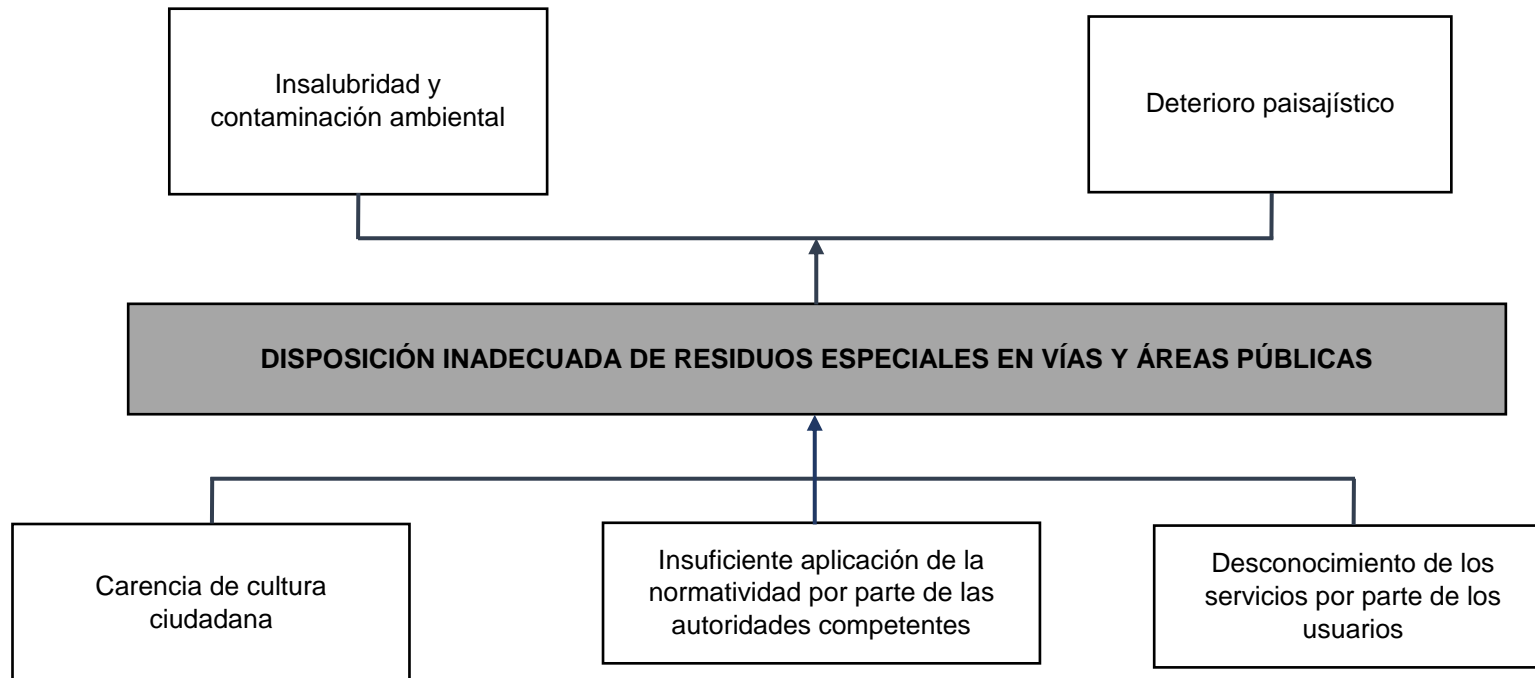 Insalubridad y
contaminación ambiental
Deterioro paisajístico
DISPOSICIÓN INADECUADA DE RESIDUOS ESPECIALES EN VÍAS Y ÁREAS PÚBLICAS
Carencia de cultura
ciudadana
Insuficiente aplicación de la
normatividad por parte de las
autoridades competentes
Desconocimiento de los
servicios por parte de los
usuarios